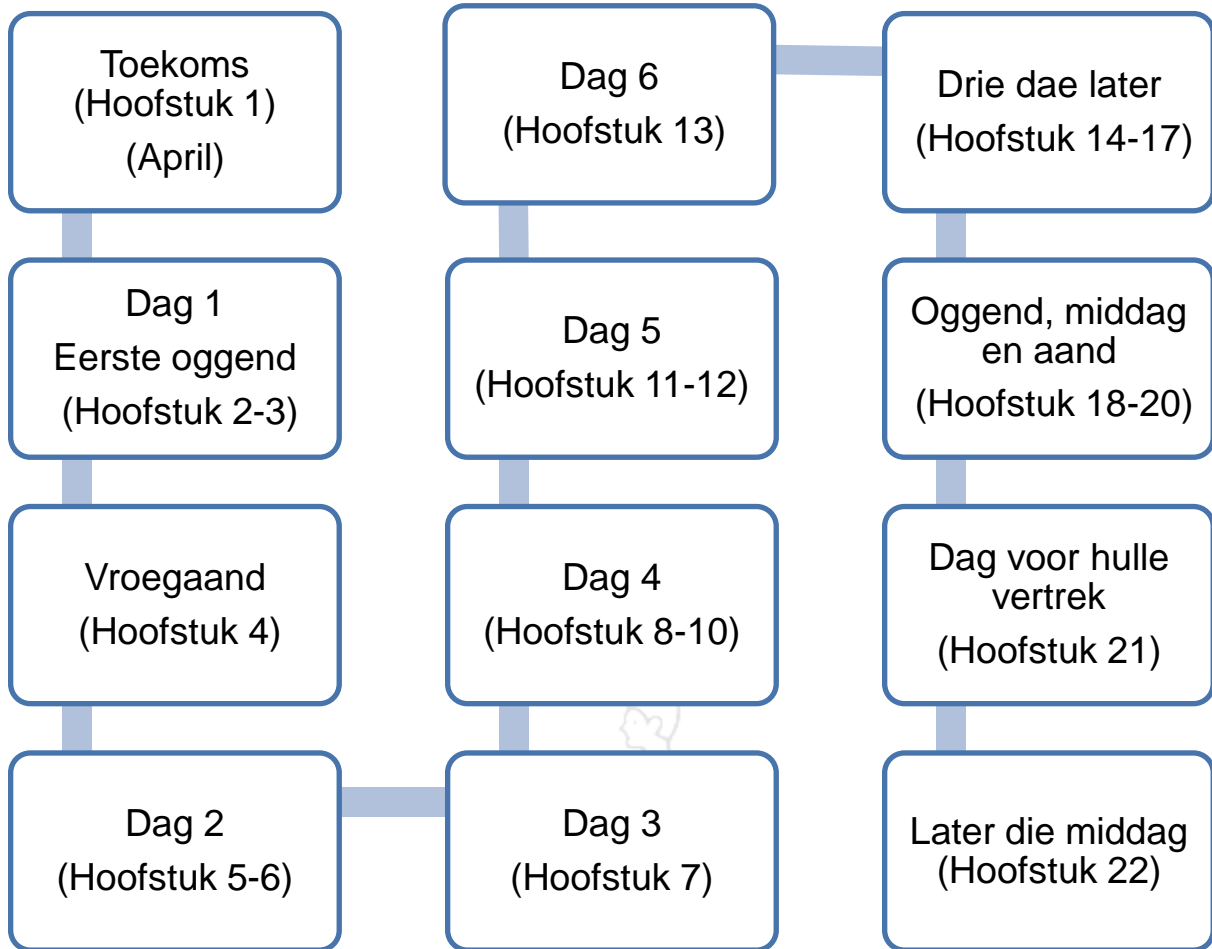 Toekoms
(Hoofstuk 1)
(April)
Dag 1
Eerste oggend
(Hoofstuk 2-3)
Vroegaand
(Hoofstuk 4)
Dag 2
(Hoofstuk 5-6)
Dag 3
(Hoofstuk 7)
Dag 4
(Hoofstuk 8-10)
Dag 5
(Hoofstuk 11-12)
Dag 6
(Hoofstuk 13)
Drie dae later
(Hoofstuk 14-17)
Oggend, middag
en aand
(Hoofstuk 18-20)
Dag voor hulle
vertrek
(Hoofstuk 21)
Later die middag
(Hoofstuk 22)